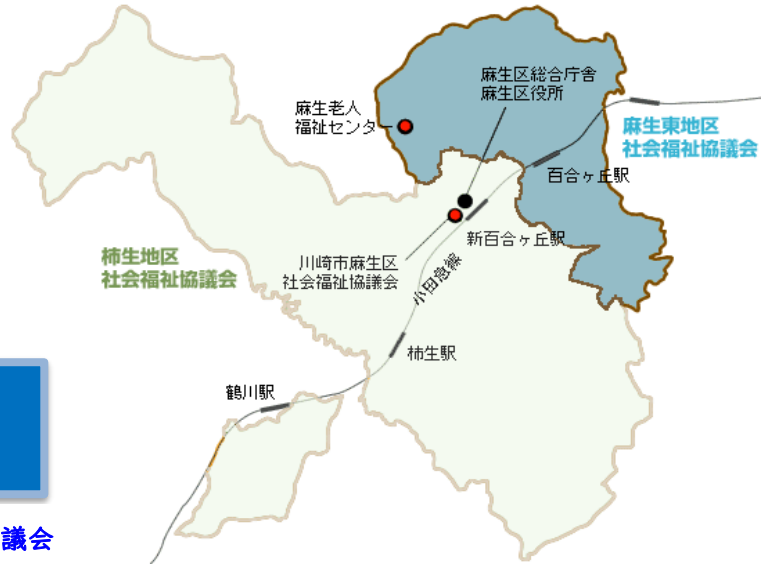 麻生区総合庁舎
麻生区役所
麻生老人
福祉センター
麻生東地区
社会福祉協議会
百合ヶ丘駅
新百合ヶ丘駅
柿生地区
社会福祉協議会
川崎市麻生区
社会福祉協議会
小田急線
柿生駅
鶴川駅
議会